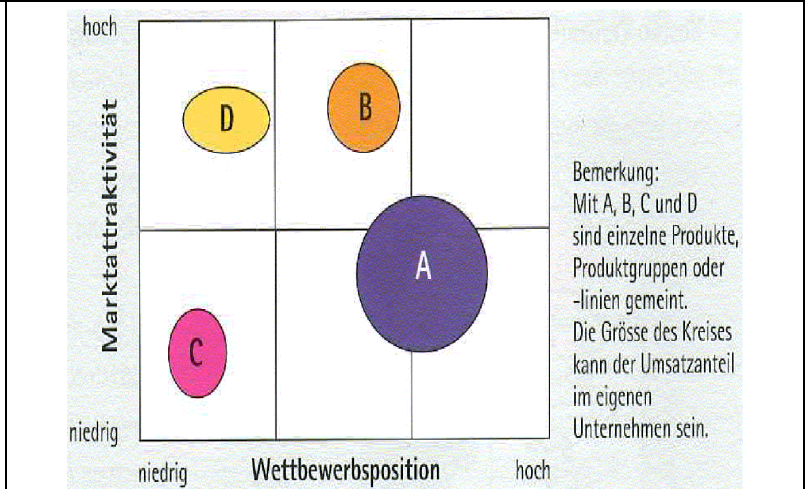 hoch
D
B
A
C
Marktattraktivität
niedrig
niedrig
Wettbewerbsposition
hoch
Bemerkung:
Mit A, B, C und D
sind einzelne Produkte,
Produktgruppen oder
-linien gemeint.
Die Grösse des Kreises
kann der Umsatzanteil
im eigenen
Unternehmen sein.